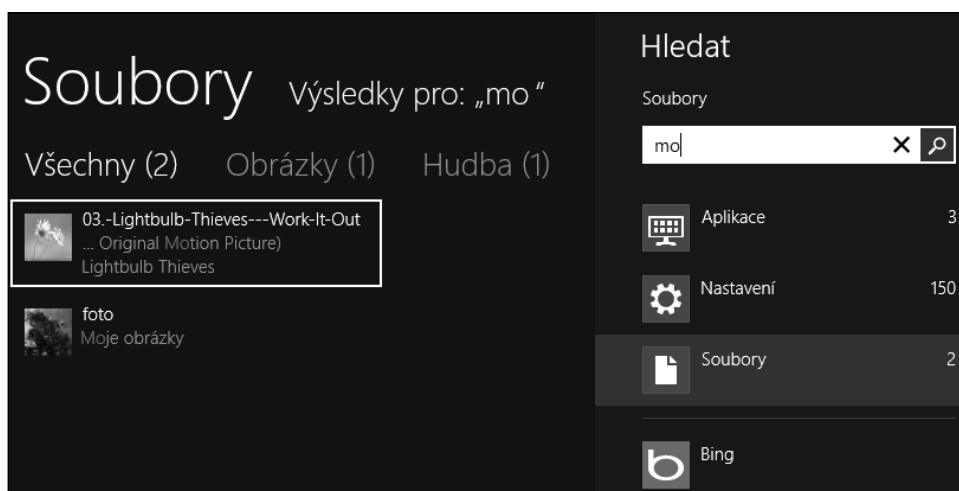 Soubory Výsledky pro: „mo “
Všechny (2) Obrázky (1) Hudba (1)
03.-Lightbulb-Thieves---Work-It-Out
... Original Motion Picture)
Lightbulb Thieves
foto
Moje obrázky
Hledat
Soubory
mo
Aplikace 3
Nastavení 150
Soubory 2
Bing